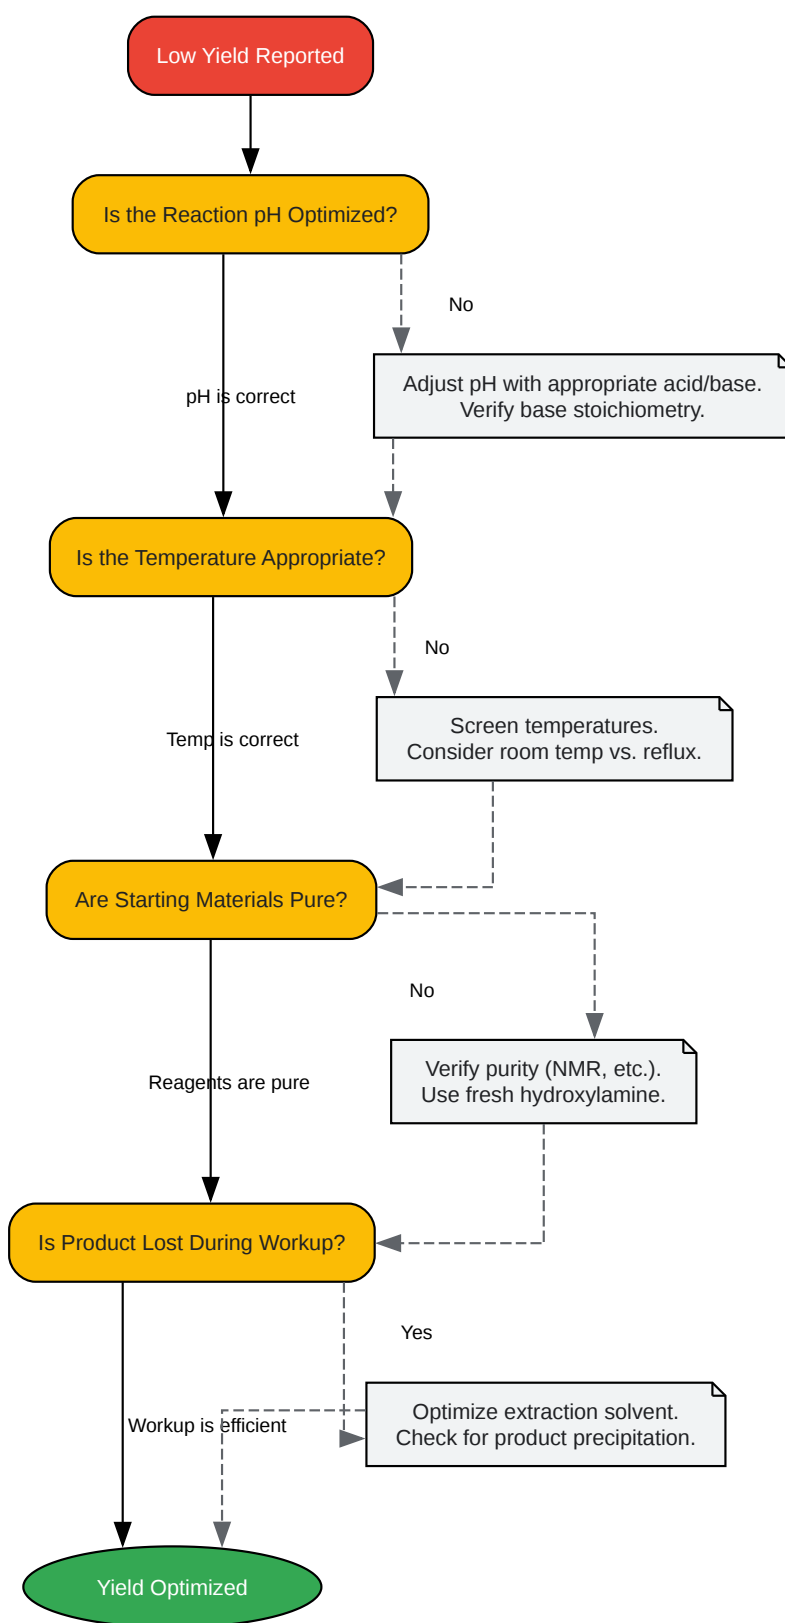 Low Yield Reported
Is the Reaction pH Optimized?
No
Adjust pH with appropriate acid/base.
Verify base stoichiometry.
pH is correct
Is the Temperature Appropriate?
No
Screen temperatures.
Consider room temp vs. reflux.
Temp is correct
Are Starting Materials Pure?
No
Verify purity (NMR, etc.).
Use fresh hydroxylamine.
Reagents are pure
Is Product Lost During Workup?
Yes
Optimize extraction solvent.
Check for product precipitation.
Workup is efficient
Yield Optimized